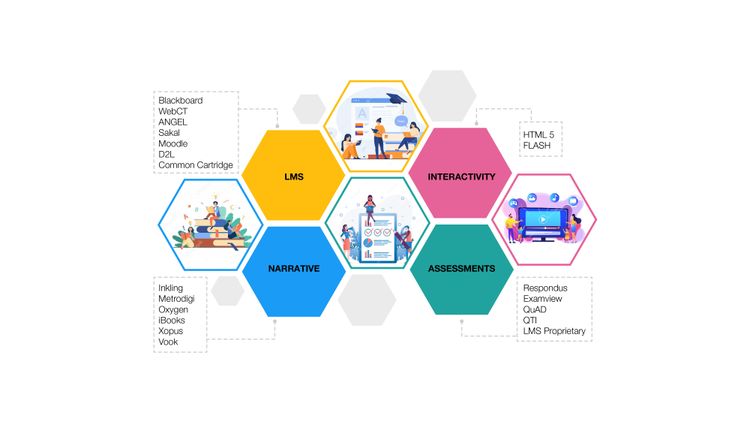 Blackboard
WebCT
ANGEL
Sakal
Moodle
D2L
Common Cartridge
HTML 5
FLASH
LMS
INTERACTIVITY
NARRATIVE
ASSESSMENTS
Inkling
Metrodigi
Oxygen
iBooks
Xopus
Vook
Respondus
Examview
QuAD
QTI
LMS Proprietary